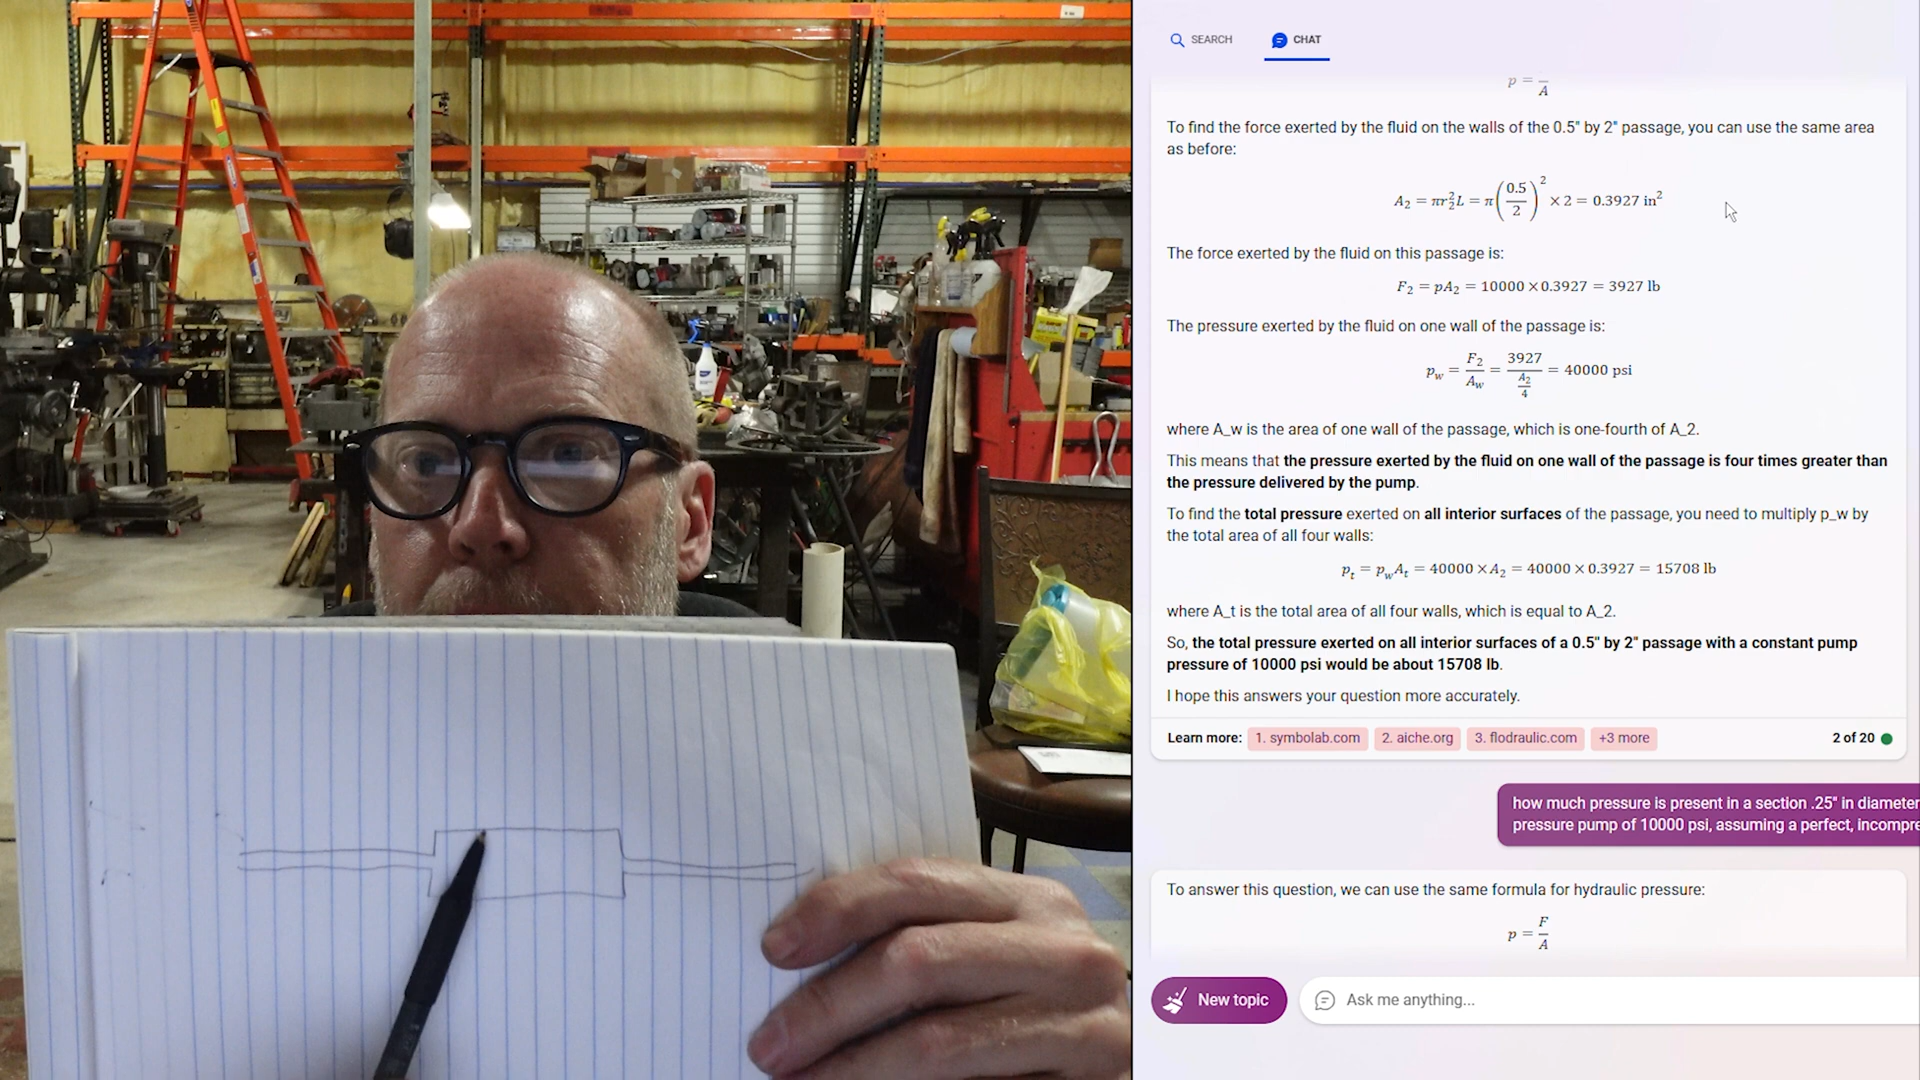 SEARCH
CHAT
p = — A
To find the force exerted by the fluid on the walls of the 0.5" by 2" passage, you can use the same area
as before:
A₂ = πr₂²L = π(0.5/2)² × 2 = 0.3927 in²
The force exerted by the fluid on this passage is:
F₂ = pA₂ = 10000 × 0.3927 = 3927 lb
The pressure exerted by the fluid on one wall of the passage is:
p_w = F₂/A_w = 3927/(A₂/4) = 40000 psi
where A_w is the area of one wall of the passage, which is one-fourth of A_2.
This means that the pressure exerted by the fluid on one wall of the passage is four times greater than
the pressure delivered by the pump.
To find the total pressure exerted on all interior surfaces of the passage, you need to multiply p_w by
the total area of all four walls:
p_t = p_wA_t = 40000 × A₂ = 40000 × 0.3927 = 15708 lb
where A_t is the total area of all four walls, which is equal to A_2.
So, the total pressure exerted on all interior surfaces of a 0.5" by 2" passage with a constant pump
pressure of 10000 psi would be about 15708 lb.
I hope this answers your question more accurately.
Learn more: 1. symbolab.com 2. aiche.org 3. flodraulic.com +3 more 2 of 20
how much pressure is present in a section .25" in diameter
pressure pump of 10000 psi, assuming a perfect, incompre
To answer this question, we can use the same formula for hydraulic pressure:
p = F/A
New topic
Ask me anything...